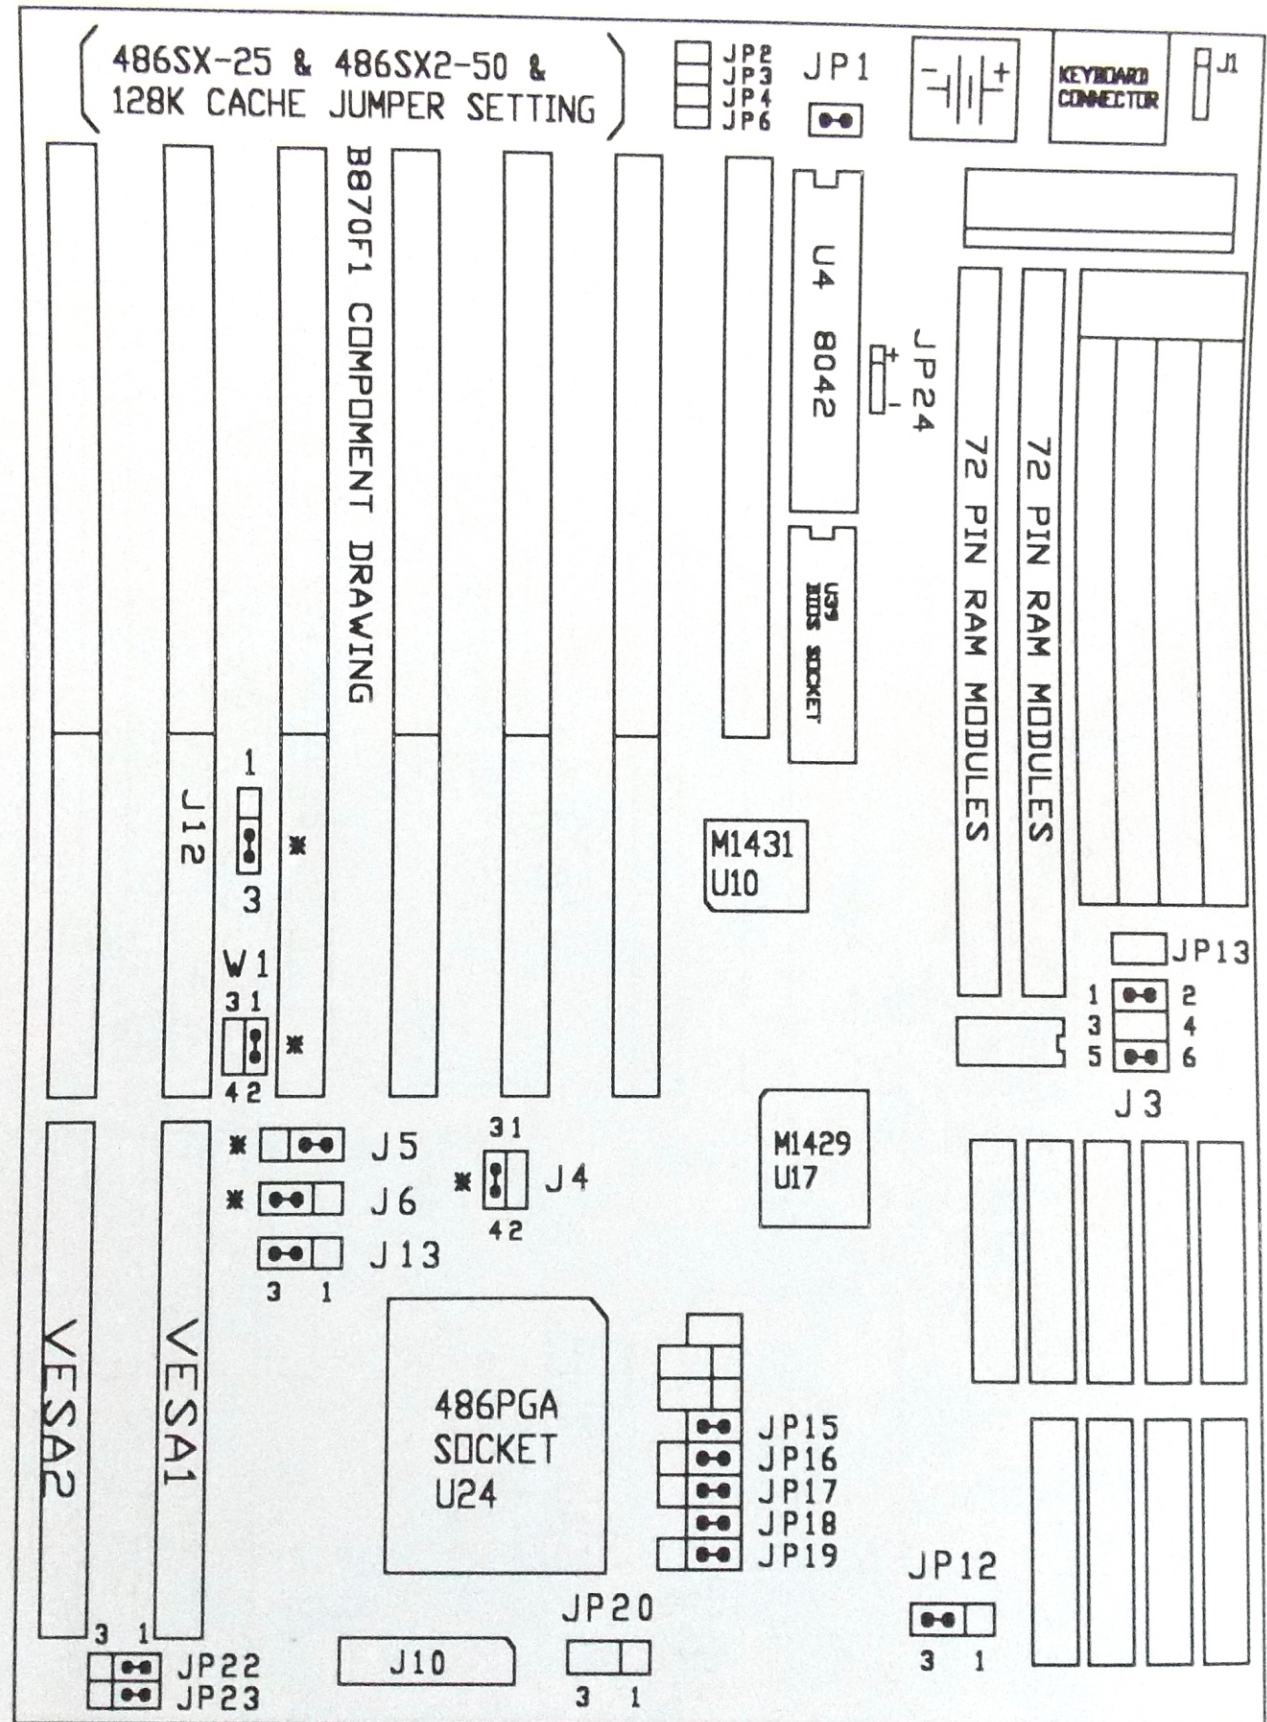 486SX-25 & 486SX2-50 &
128K CACHE JUMPER SETTING
JP2
JP3
JP4
JP6
JP1
- +
KEYBOARD
CONNECTOR
J1
B870F1 COMPOMENT DRAWING
U4 8042
JP24
+
-
U39
BIOS SOCKET
72 PIN RAM MODULES
72 PIN RAM MODULES
J12
1
3
*
M1431
U10
W1
3 1
4 2
*
JP13
1 2
3 4
5 6
J3
* J5
* J6
J13
3 1
3 1
* J4
4 2
M1429
U17
VESA2
VESA1
486PGA
SOCKET
U24
JP15
JP16
JP17
JP18
JP19
JP12
3 1
JP20
3 1
J10
3 1
JP22
JP23